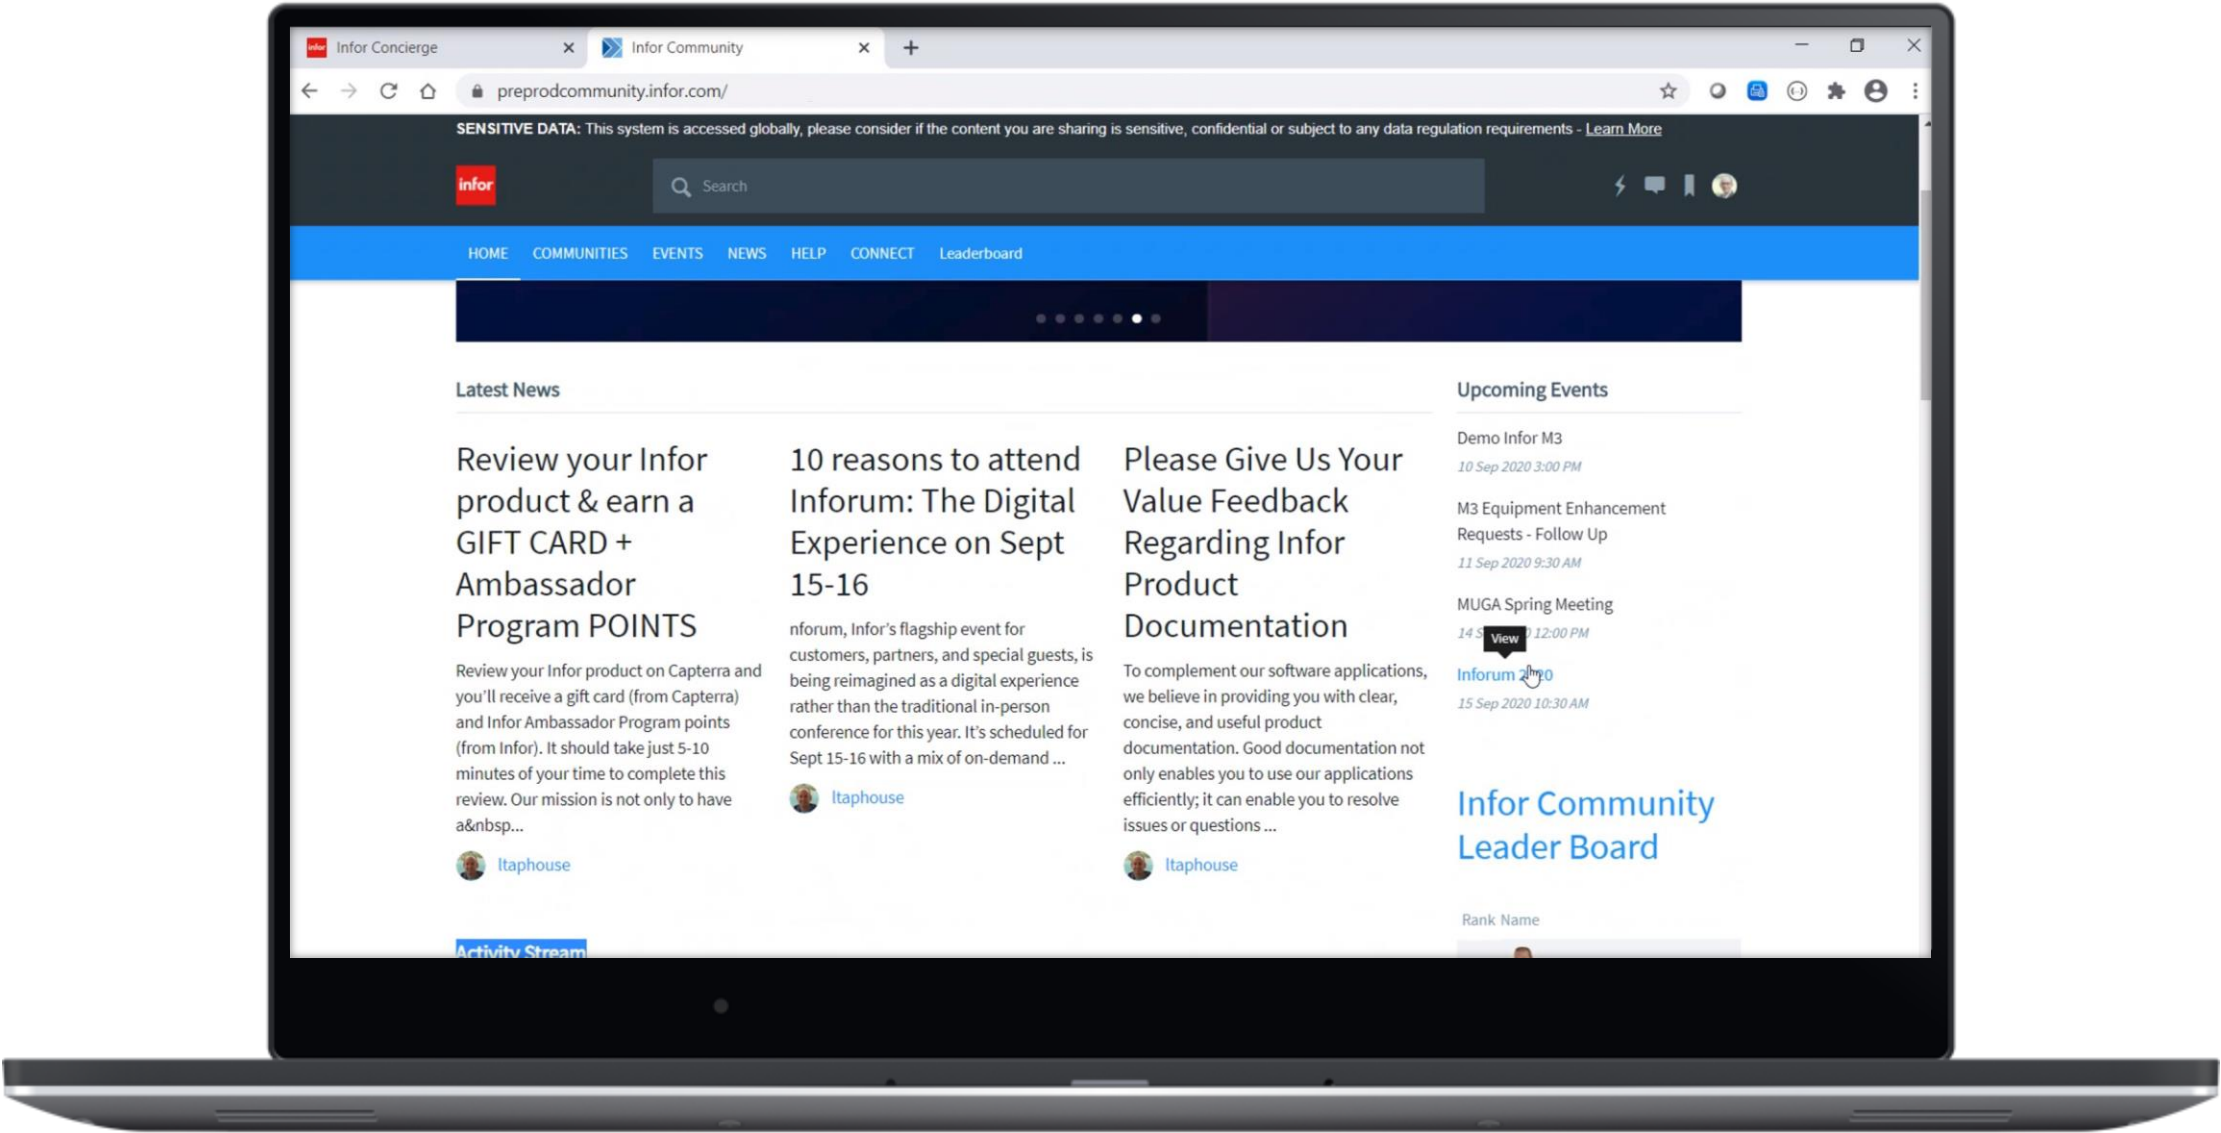 Infor Concierge
Infor Community
preprodcommunity.infor.com/
SENSITIVE DATA: This system is accessed globally, please consider if the content you are sharing is sensitive, confidential or subject to any data regulation requirements - Learn More
infor
Search
HOME COMMUNITIES EVENTS NEWS HELP CONNECT Leaderboard
Latest News
Review your Infor
product & earn a
GIFT CARD +
Ambassador
Program POINTS
Review your Infor product on Capterra and
you'll receive a gift card (from Capterra)
and Infor Ambassador Program points
(from Infor). It should take just 5-10
minutes of your time to complete this
review. Our mission is not only to have
a&nbsp...
ltaphouse
10 reasons to attend
Inforum: The Digital
Experience on Sept
15-16
nforum, Infor's flagship event for
customers, partners, and special guests, is
being reimagined as a digital experience
rather than the traditional in-person
conference for this year. It's scheduled for
Sept 15-16 with a mix of on-demand ...
ltaphouse
Please Give Us Your
Value Feedback
Regarding Infor
Product
Documentation
To complement our software applications,
we believe in providing you with clear,
concise, and useful product
documentation. Good documentation not
only enables you to use our applications
efficiently; it can enable you to resolve
issues or questions ...
ltaphouse
Upcoming Events
Demo Infor M3
10 Sep 2020 3:00 PM
M3 Equipment Enhancement
Requests - Follow Up
11 Sep 2020 9:30 AM
MUGA Spring Meeting
14 12:00 PM
View
Inforum
15 Sep 2020 10:30 AM
Infor Community
Leader Board
Rank Name
Activity Stream